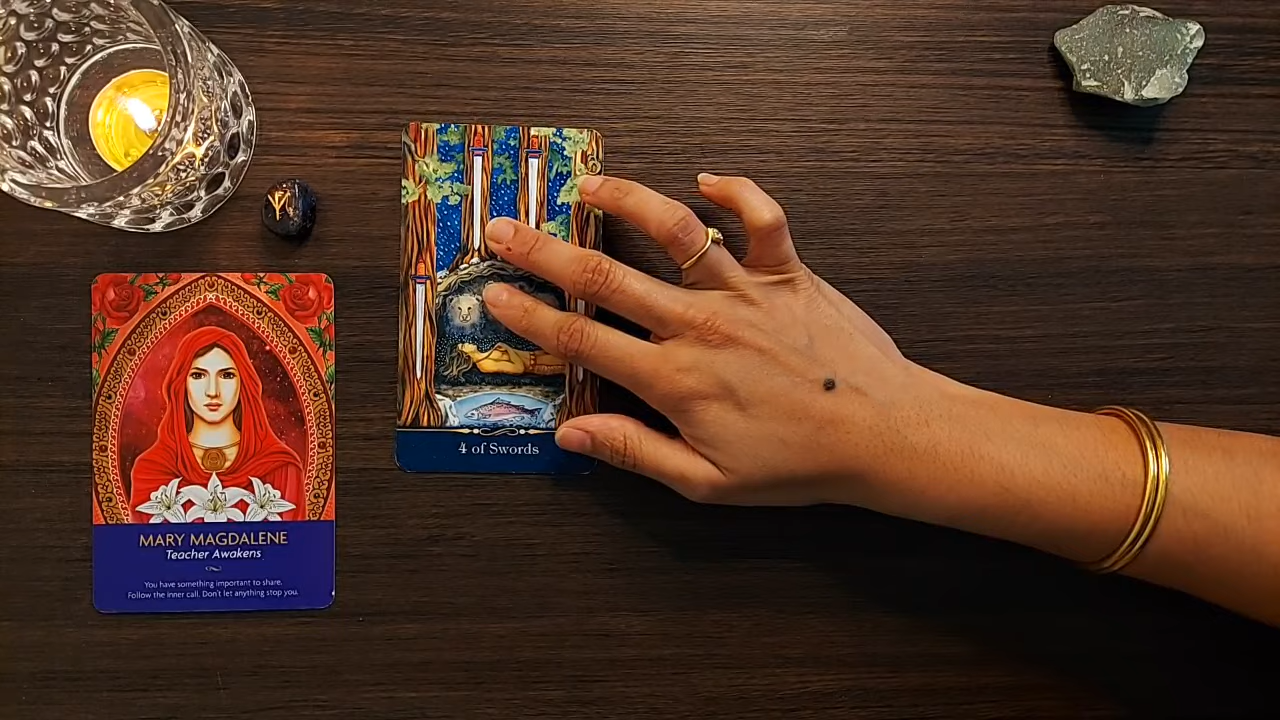 4 of Swords
MARY MAGDALENE
Teacher Awakens
You have something important to share.
Follow the inner call. Don't let anything stop you.